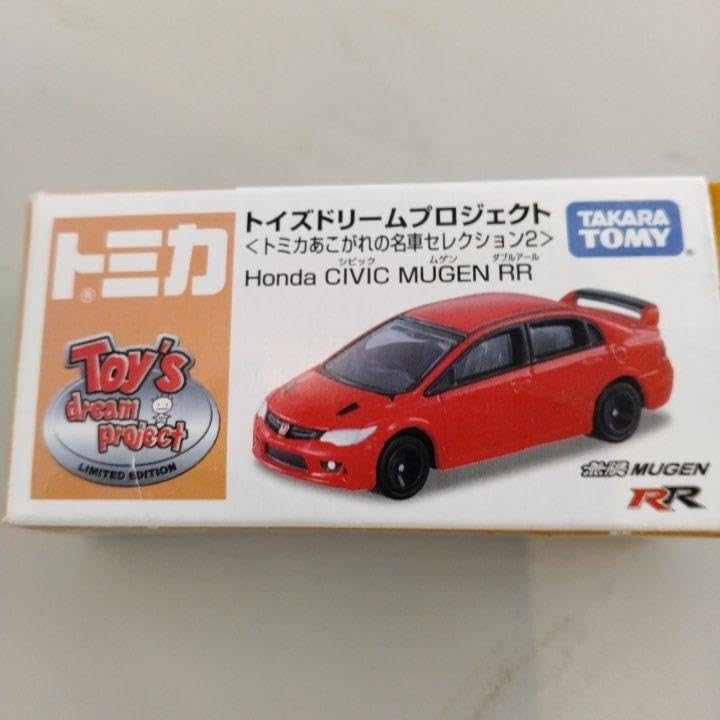 トミカ
Toy's
dream
project
LIMITED EDITION
トイズドリームプロジェクト
<トミカあこがれの名車セレクション2>
シビック ムゲン ダブルアール
Honda CIVIC MUGEN RR
TAKARA
TOMY
無限 MUGEN
RR